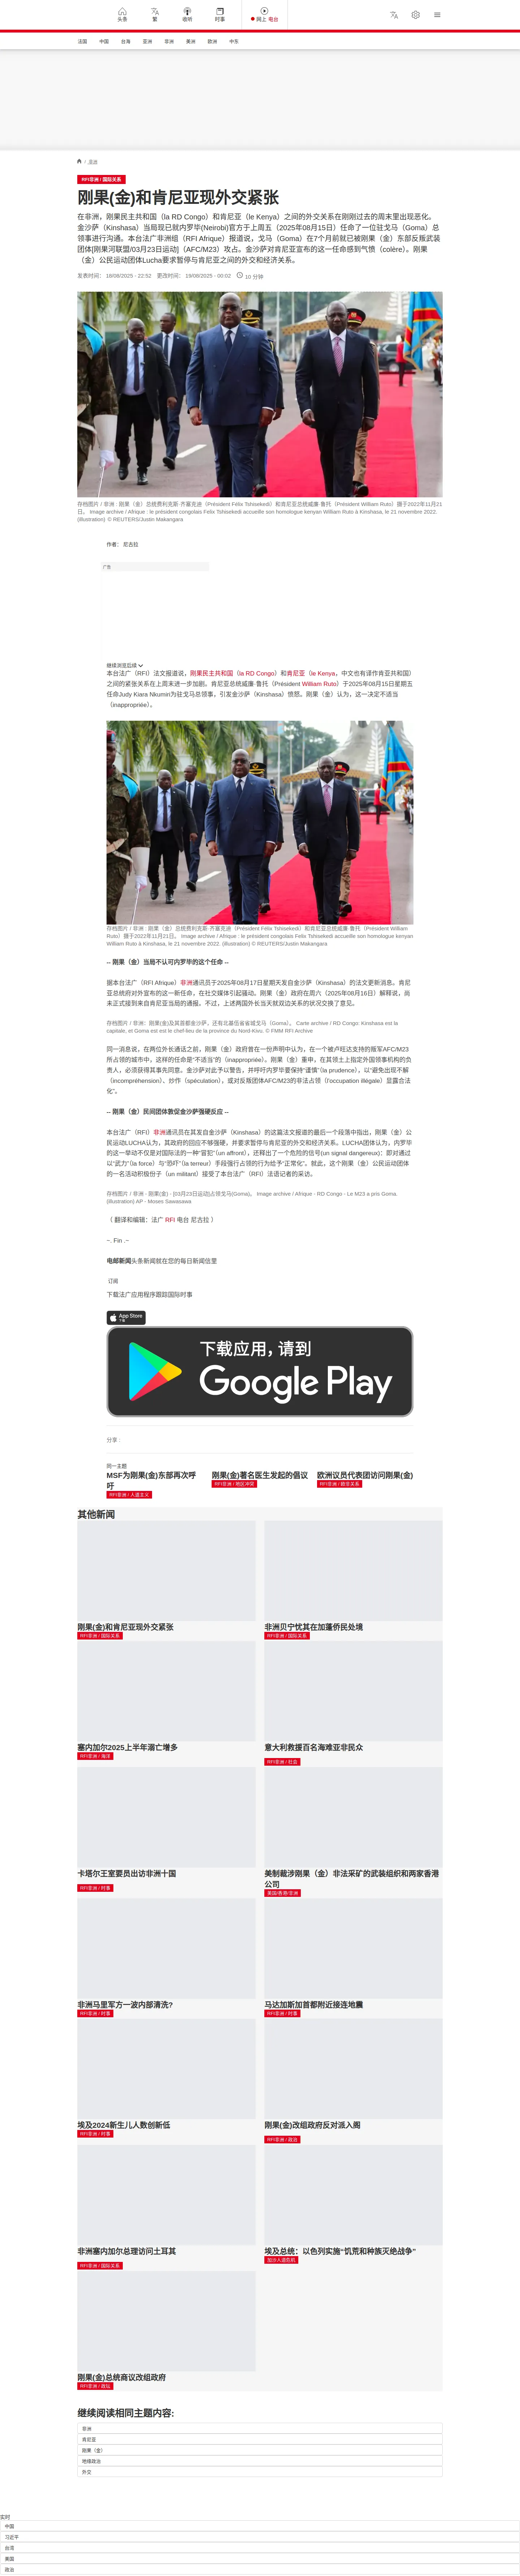 头条
繁
收听
时事
网上 电台
法国 中国 台海 亚洲 非洲 美洲 欧洲 中东
/ 非洲
RFI非洲 / 国际关系
刚果(金)和肯尼亚现外交紧张
在非洲，刚果民主共和国（la RD Congo）和肯尼亚（le Kenya）之间的外交关系在刚刚过去的周末里出现恶化。
金沙萨（Kinshasa）当局现已就内罗毕(Neirobi)官方于上周五（2025年08月15日）任命了一位驻戈马（Goma）总
领事进行沟通。本台法广非洲组（RFI Afrique）报道说，戈马（Goma）在7个月前就已被刚果（金）东部反叛武装
团体[刚果河联盟/03月23日运动]（AFC/M23）攻占。金沙萨对肯尼亚宣布的这一任命感到气愤（colère）。刚果
（金）公民运动团体Lucha要求暂停与肯尼亚之间的外交和经济关系。
发表时间： 18/08/2025 - 22:52 更改时间： 19/08/2025 - 00:02 10 分钟
存档图片 / 非洲：刚果（金）总统费利克斯·齐塞克迪（Président Félix Tshisekedi）和肯尼亚总统威廉·鲁托（Président William Ruto）摄于2022年11月21
日。 Image archive / Afrique : le président congolais Felix Tshisekedi accueille son homologue kenyan William Ruto à Kinshasa, le 21 novembre 2022.
(illustration) © REUTERS/Justin Makangara
作者： 尼古拉
广告
继续浏览后续
本台法广（RFI）法文报道说，刚果民主共和国（la RD Congo）和肯尼亚（le Kenya，中文也有译作肯亚共和国）
之间的紧张关系在上周末进一步加剧。肯尼亚总统威廉·鲁托（Président William Ruto）于2025年08月15日星期五
任命Judy Kiara Nkumiri为驻戈马总领事，引发金沙萨（Kinshasa）愤怒。刚果（金）认为，这一决定不适当
（inappropriée）。
存档图片 / 非洲：刚果（金）总统费利克斯·齐塞克迪（Président Félix Tshisekedi）和肯尼亚总统威廉·鲁托（Président William
Ruto）摄于2022年11月21日。 Image archive / Afrique : le président congolais Felix Tshisekedi accueille son homologue kenyan
William Ruto à Kinshasa, le 21 novembre 2022. (illustration) © REUTERS/Justin Makangara
-- 刚果（金）当局不认可内罗毕的这个任命 --
据本台法广（RFI Afrique）非洲通讯员于2025年08月17日星期天发自金沙萨（Kinshasa）的法文更新消息。肯尼
亚总统府对外宣布的这一新任命，在社交媒体引起骚动。刚果（金）政府在周六（2025年08月16日）解释说，尚
未正式接到来自肯尼亚当局的通报。不过，上述两国外长当天就双边关系的状况交换了意见。
存档图片 / 非洲：刚果(金)及其首都金沙萨，还有北基伍省省城戈马（Goma）。 Carte archive / RD Congo: Kinshasa est la
capitale, et Goma est est le chef-lieu de la province du Nord-Kivu. © FMM RFI Archive
同一消息说，在两位外长通话之前，刚果（金）政府曾在一份声明中认为，在一个被卢旺达支持的叛军AFC/M23
所占领的城市中，这样的任命是“不适当”的（inappropriée）。刚果（金）重申，在其领土上指定外国领事机构的负
责人，必须获得其事先同意。金沙萨对此予以警告，并呼吁内罗毕要保持“谨慎”（la prudence），以“避免出现不解
（incompréhension）、炒作（spéculation），或对反叛团体AFC/M23的非法占领（l'occupation illégale）显露合法
化”。
-- 刚果（金）民间团体敦促金沙萨强硬反应 --
本台法广（RFI）非洲通讯员在其发自金沙萨（Kinshasa）的这篇法文报道的最后一个段落中指出，刚果（金）公
民运动LUCHA认为，其政府的回应不够强硬，并要求暂停与肯尼亚的外交和经济关系。LUCHA团体认为，内罗毕
的这一举动不仅是对国际法的一种“冒犯”（un affront），还释出了一个危险的信号(un signal dangereux)：即对通过
以“武力”（la force）与“恐吓”（la terreur）手段强行占领的行为给予“正常化”。就此，这个刚果（金）公民运动团体
的一名活动积极份子（un militant）接受了本台法广（RFI）法语记者的采访。
存档图片 / 非洲 - 刚果(金) - [03月23日运动]占领戈马(Goma)。 Image archive / Afrique - RD Congo - Le M23 a pris Goma.
(illustration) AP - Moses Sawasawa
（ 翻译和编辑：法广 RFI 电台 尼古拉 ）
~. Fin .~
电邮新闻头条新闻就在您的每日新闻信里
订阅
下载法广应用程序跟踪国际时事
App Store
下载
下载应用，请到
Google Play
分享 :
同一主题
MSF为刚果(金)东部再次呼
吁
RFI非洲 / 人道主义
刚果(金)著名医生发起的倡议
RFI非洲 / 地区冲突
欧洲议员代表团访问刚果(金)
RFI非洲 / 欧非关系
其他新闻
刚果(金)和肯尼亚现外交紧张
RFI非洲 / 国际关系
非洲贝宁忧其在加蓬侨民处境
RFI非洲 / 国际关系
塞内加尔2025上半年溺亡增多
RFI非洲 / 海洋
意大利救援百名海难亚非民众
RFI非洲 / 社会
卡塔尔王室要员出访非洲十国
RFI非洲 / 时事
美制裁涉刚果（金）非法采矿的武装组织和两家香港
公司
美国/香港/非洲
非洲马里军方一波内部清洗?
RFI非洲 / 时事
马达加斯加首都附近接连地震
RFI非洲 / 时事
埃及2024新生儿人数创新低
RFI非洲 / 时事
刚果(金)改组政府反对派入阁
RFI非洲 / 政治
非洲塞内加尔总理访问土耳其
RFI非洲 / 国际关系
埃及总统：以色列实施“饥荒和种族灭绝战争”
加沙人道危机
刚果(金)总统商议改组政府
RFI非洲 / 政坛
继续阅读相同主题内容:
非洲
肯尼亚
刚果（金）
地缘政治
外交
实时
中国
习近平
台湾
美国
政治